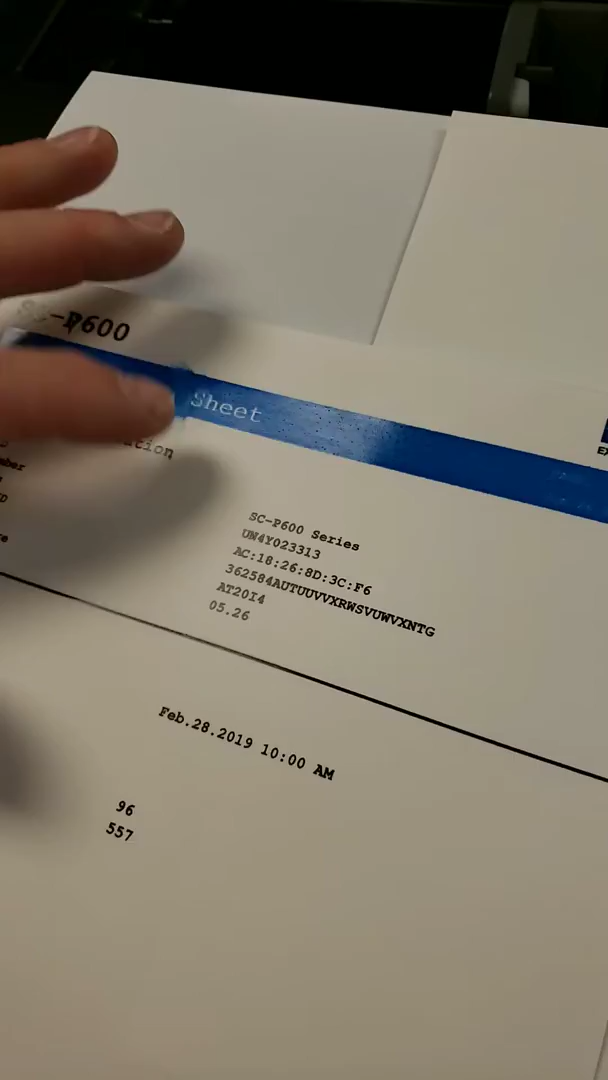 SC-P600
Sheet
SC-P600 Series
UN4Y023313
AC:18:26:8D:3C:F6
362584AUTUUVVXRWSVUWVXNTG
AT20I4
05.26
Feb.28.2019 10:00 AM
96
557